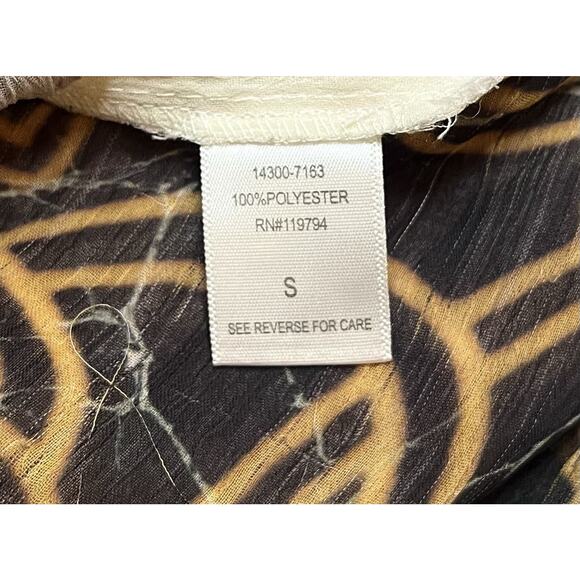 14300-7163
100%POLYESTER
RN#119794
S
SEE REVERSE FOR CARE